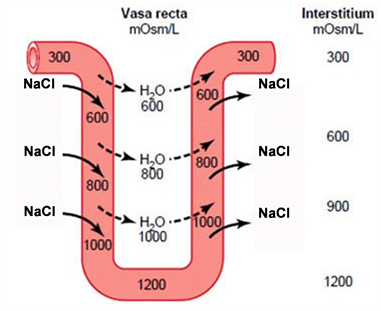 Vasa recta
mOsm/L
Interstitium
mOsm/L
300
300
300
NaCl
NaCl
H2O
600
600
600
600
NaCl
NaCl
H2O
800
800
800
900
NaCl
NaCl
H2O
1000
1000
1000
1200
1200